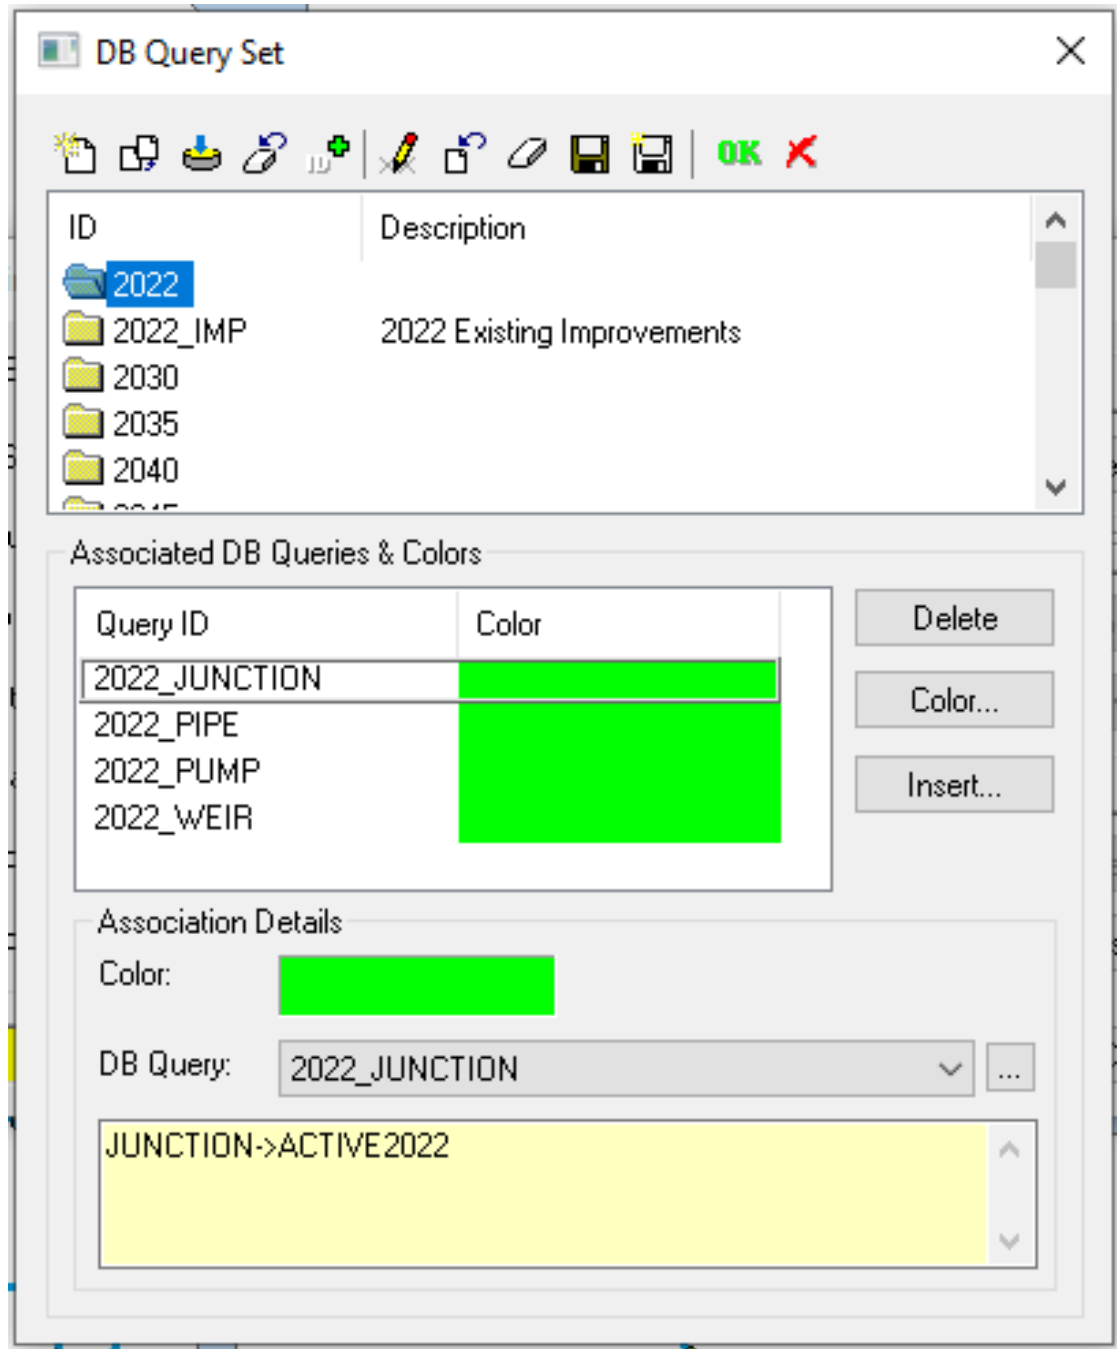 DB Query Set
ID
OK
ID Description
2022
2022_IMP 2022 Existing Improvements
2030
2035
2040
Associated DB Queries & Colors
Query ID Color
Delete
2022_JUNCTION
Color...
2022_PIPE
2022_PUMP
Insert...
2022_WEIR
Association Details
Color:
DB Query: 2022_JUNCTION ...
JUNCTION->ACTIVE2022